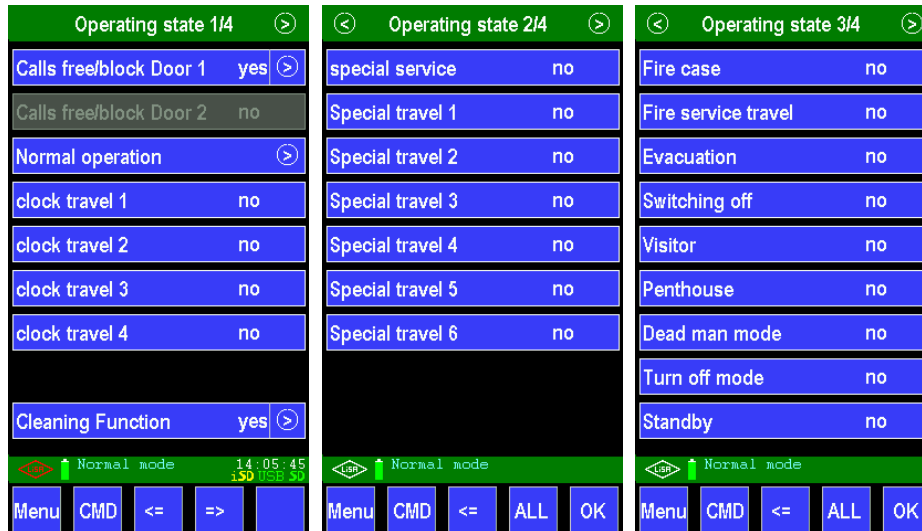 Operating state 1/4 >
Calls free/block Door 1 yes >
Calls free/block Door 2 no
Normal operation >
clock travel 1 no
clock travel 2 no
clock travel 3 no
clock travel 4 no
Cleaning Function yes >
LiSA Normal mode 14:05:45
iSD USB SD
Menu CMD <= =>
< Operating state 2/4 >
special service no
Special travel 1 no
Special travel 2 no
Special travel 3 no
Special travel 4 no
Special travel 5 no
Special travel 6 no
LiSA Normal mode
Menu CMD <= ALL OK
< Operating state 3/4 >
Fire case no
Fire service travel no
Evacuation no
Switching off no
Visitor no
Penthouse no
Dead man mode no
Turn off mode no
Standby no
LiSA Normal mode
Menu CMD <= ALL OK